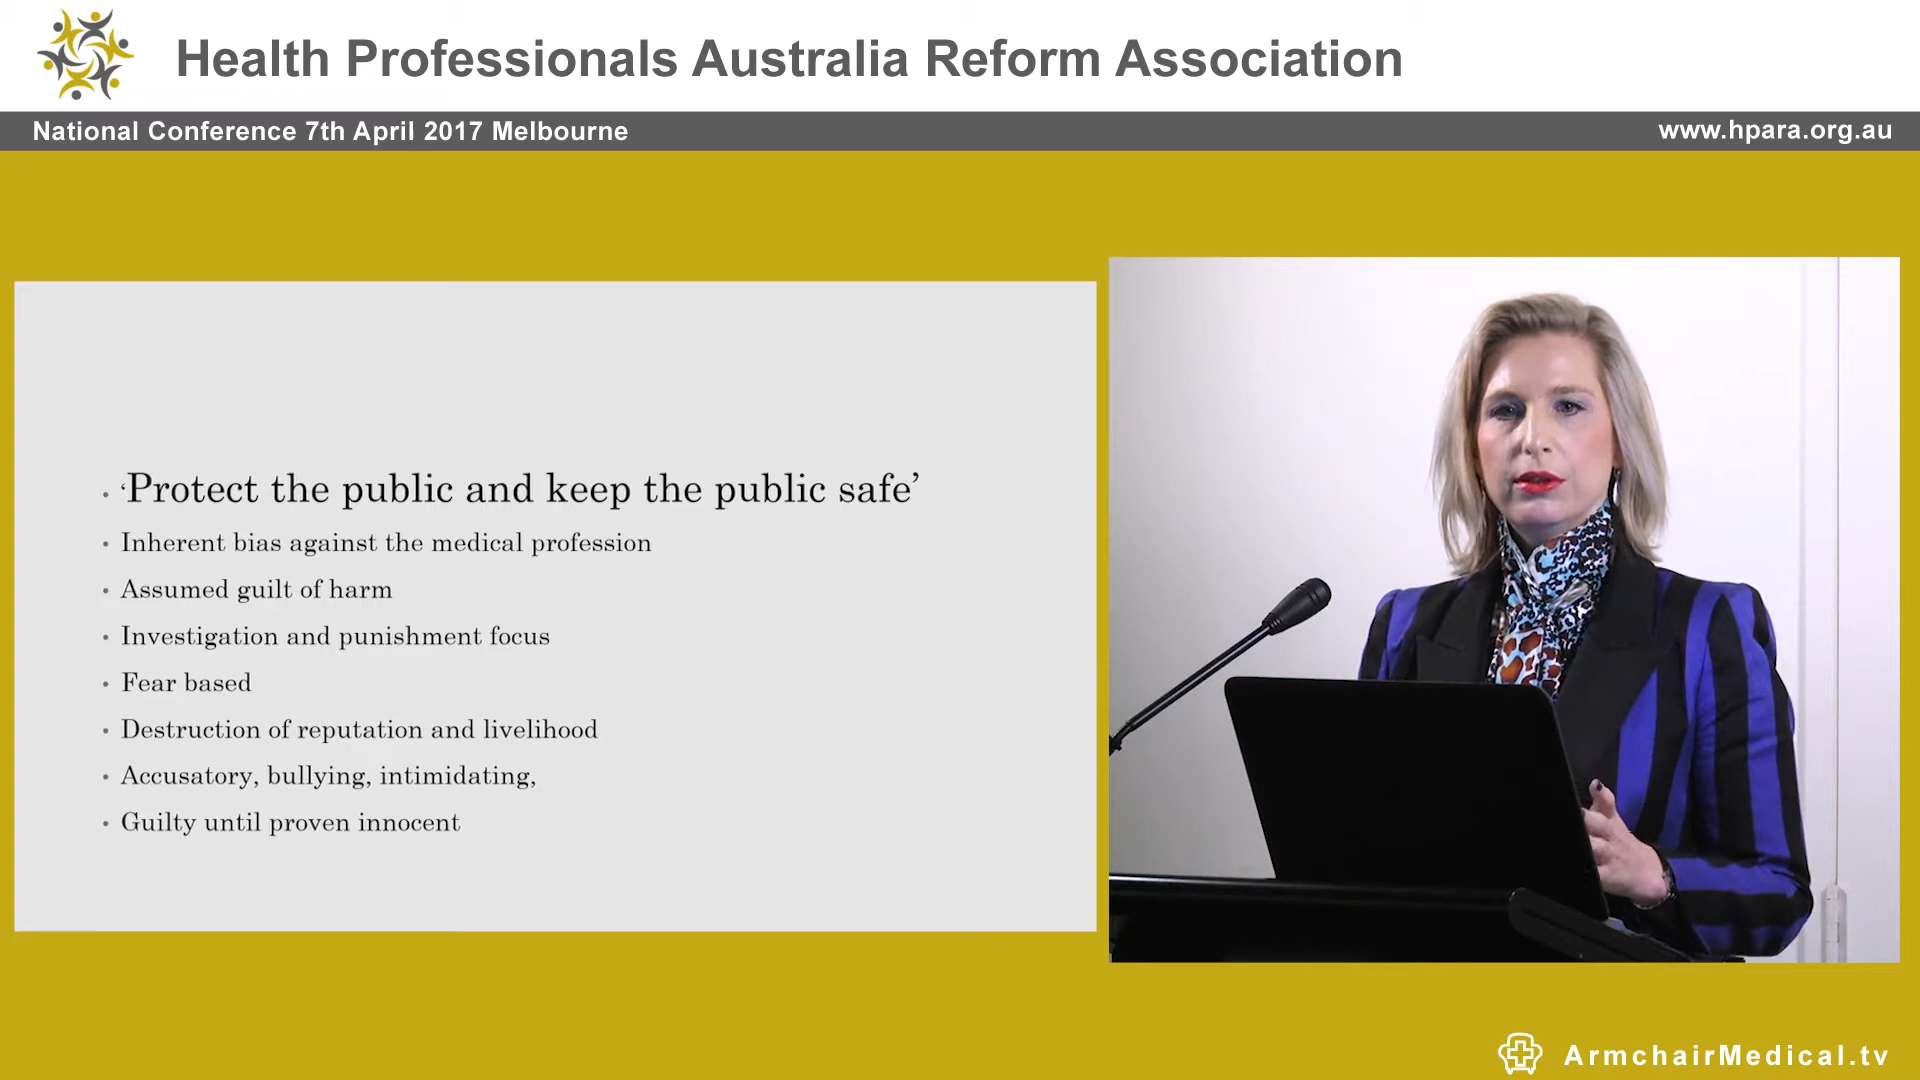 Health Professionals Australia Reform Association
National Conference 7th April 2017 Melbourne
www.hpara.org.au
• ‘Protect the public and keep the public safe’
• Inherent bias against the medical profession
• Assumed guilt of harm
• Investigation and punishment focus
• Fear based
• Destruction of reputation and livelihood
• Accusatory, bullying, intimidating,
• Guilty until proven innocent
ArmchairMedical.tv